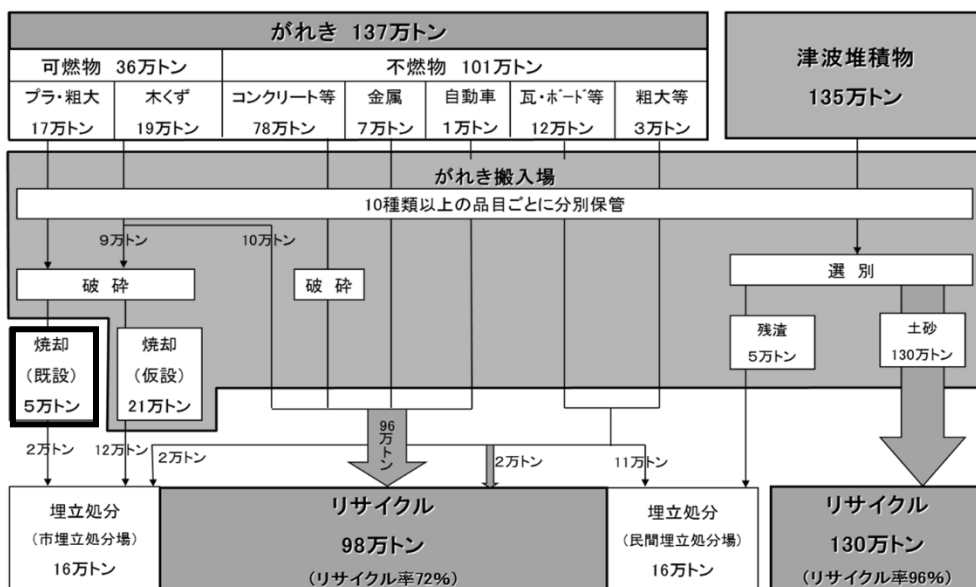 がれき 137万トン
可燃物 36万トン
不燃物 101万トン
プラ・粗大
17万トン
木くず
19万トン
コンクリート等
78万トン
金属
7万トン
自動車
1万トン
瓦・ボード等
12万トン
粗大等
3万トン
津波堆積物
135万トン
がれき搬入場
10種類以上の品目ごとに分別保管
9万トン
10万トン
破 砕
破 砕
選 別
焼却
(既設)
5万トン
焼却
(仮設)
21万トン
残渣
5万トン
土砂
130万トン
96万トン
2万トン
12万トン
2万トン
2万トン
11万トン
埋立処分
(市埋立処分場)
16万トン
リサイクル
98万トン
(リサイクル率72%)
埋立処分
(民間埋立処分場)
16万トン
リサイクル
130万トン
(リサイクル率96%)